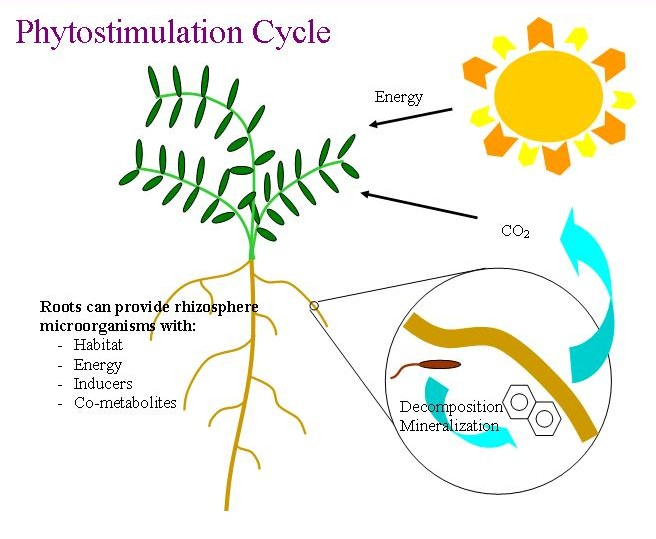 Phytostimulation Cycle
Energy
CO₂
Roots can provide rhizosphere
microorganisms with:
- Habitat
- Energy
- Inducers
- Co-metabolites
Decomposition
Mineralization